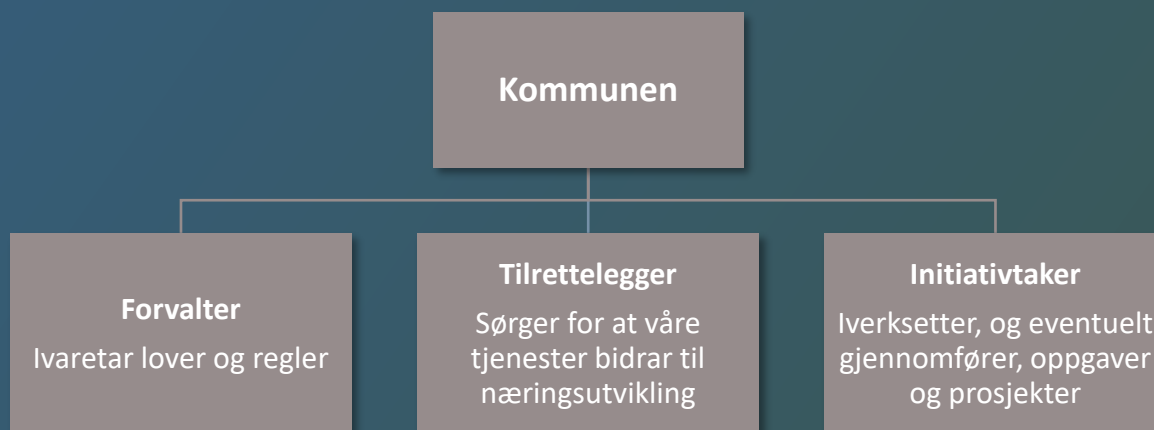 Kommunen
Forvalter
Ivaretar lover og regler
Tilrettelegger
Sørger for at våre
tjenester bidrar til
næringsutvikling
Initiativtaker
Iverksetter, og eventuelt
gjennomfører, oppgaver
og prosjekter